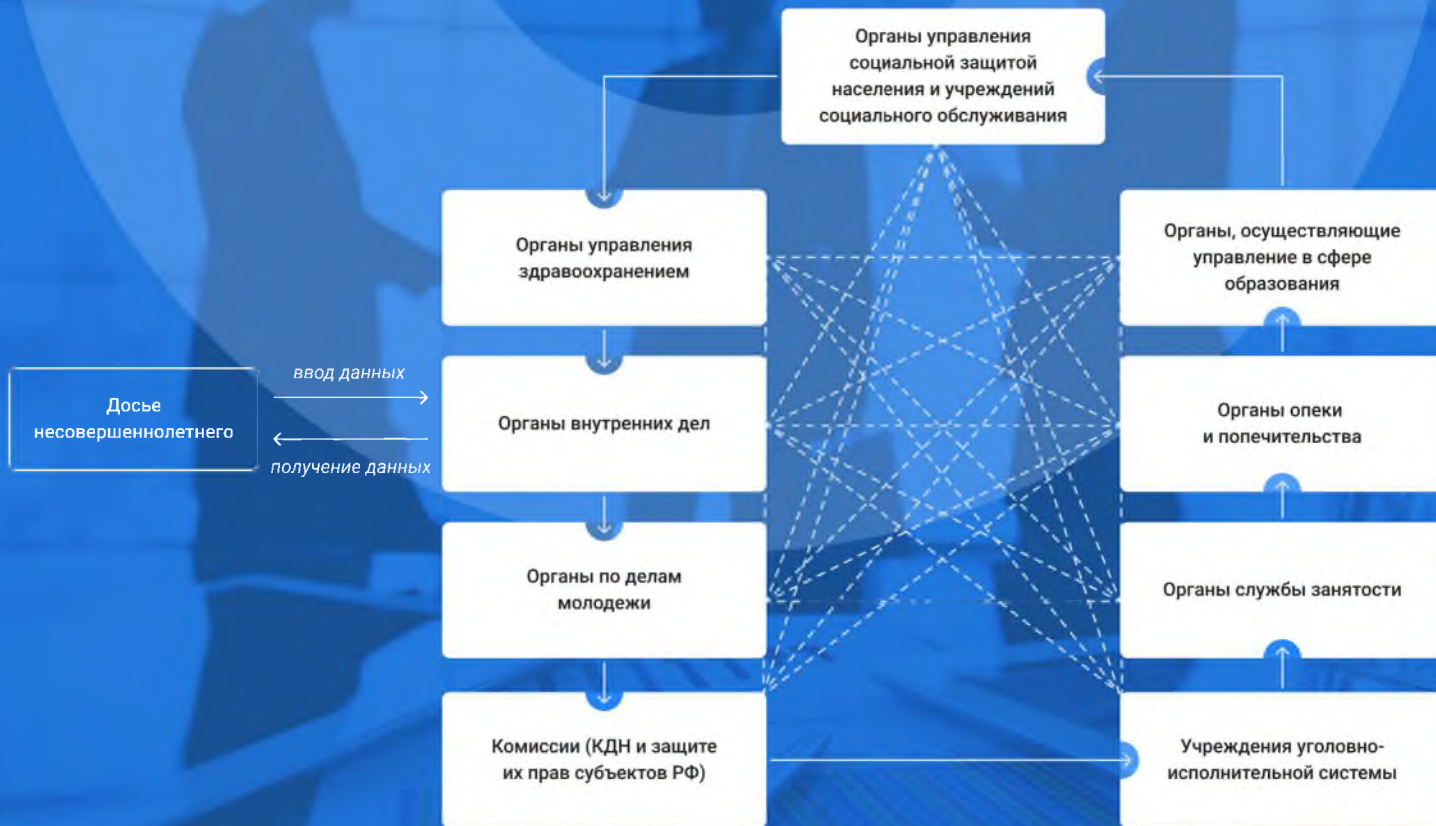 Органы управления
социальной защитой
населения и учреждений
социального обслуживания
Органы управления
здравоохранением
Органы, осуществляющие
управление в сфере
образования
Досье
несовершеннолетнего
ввод данных
получение данных
Органы внутренних дел
Органы опеки
и попечительства
Органы по делам
молодежи
Органы службы занятости
Комиссии (КДН и защите
их прав субъектов РФ)
Учреждения уголовно-
исполнительной системы